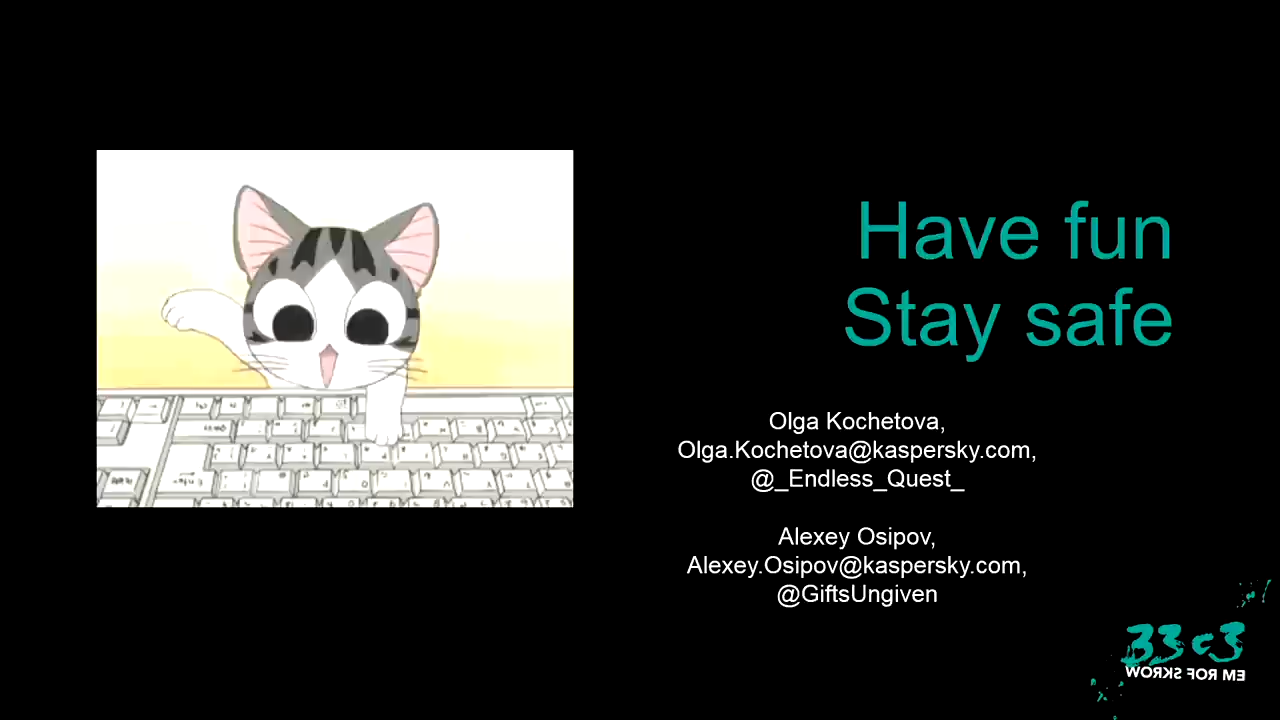 Have fun
Stay safe
Olga Kochetova,
Olga.Kochetova@kaspersky.com,
@_Endless_Quest_
Alexey Osipov,
Alexey.Osipov@kaspersky.com,
@GiftsUngiven
33c3
WORKS FOR ME